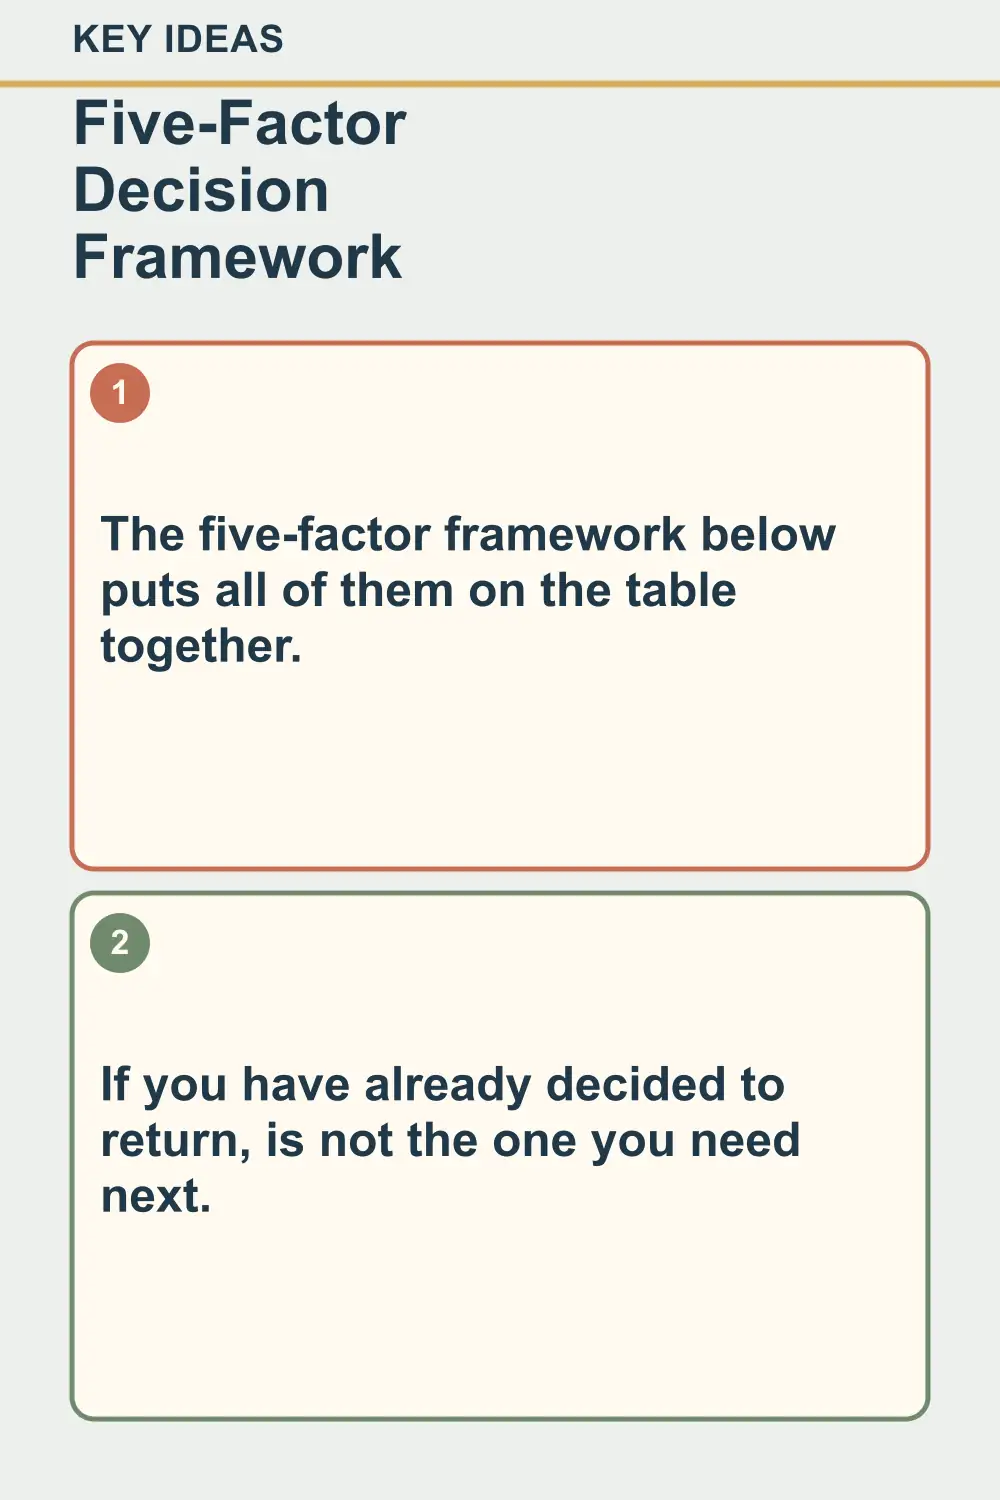 KEY IDEAS
Five-Factor
Decision
Framework
1
The five-factor framework below
puts all of them on the table
together.
2
If you have already decided to
return, is not the one you need
next.